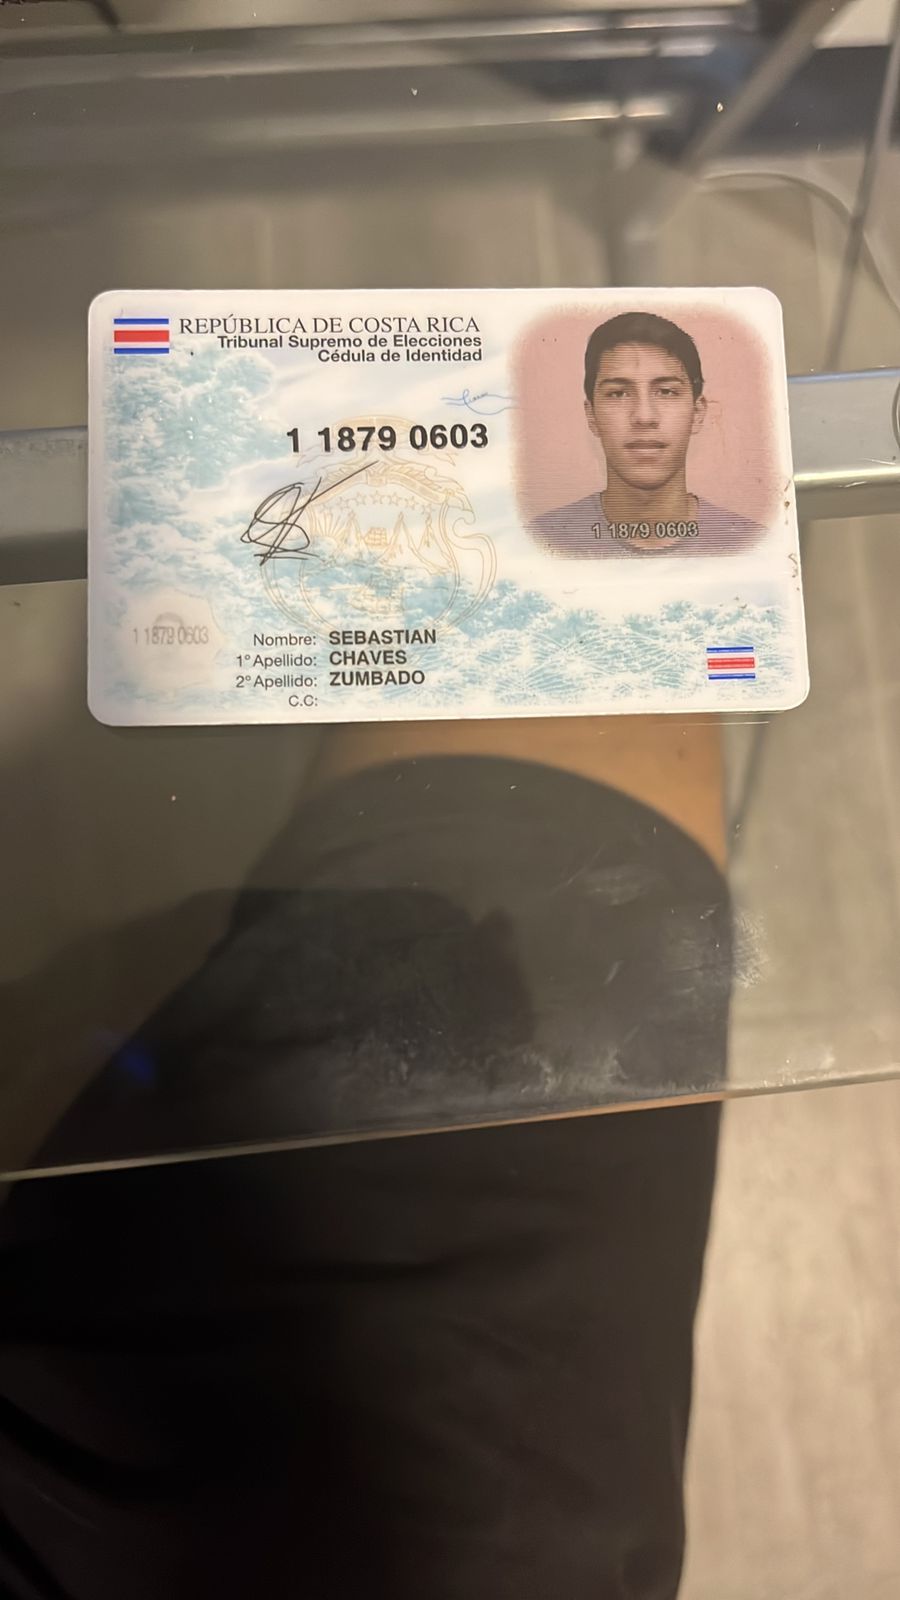 REPÚBLICA DE COSTA RICA
Tribunal Supremo de Elecciones
Cédula de Identidad
1 1879 0603
1 1879 0603
1 1879 0603
Nombre: SEBASTIAN
1° Apellido: CHAVES
2° Apellido: ZUMBADO
C.C: